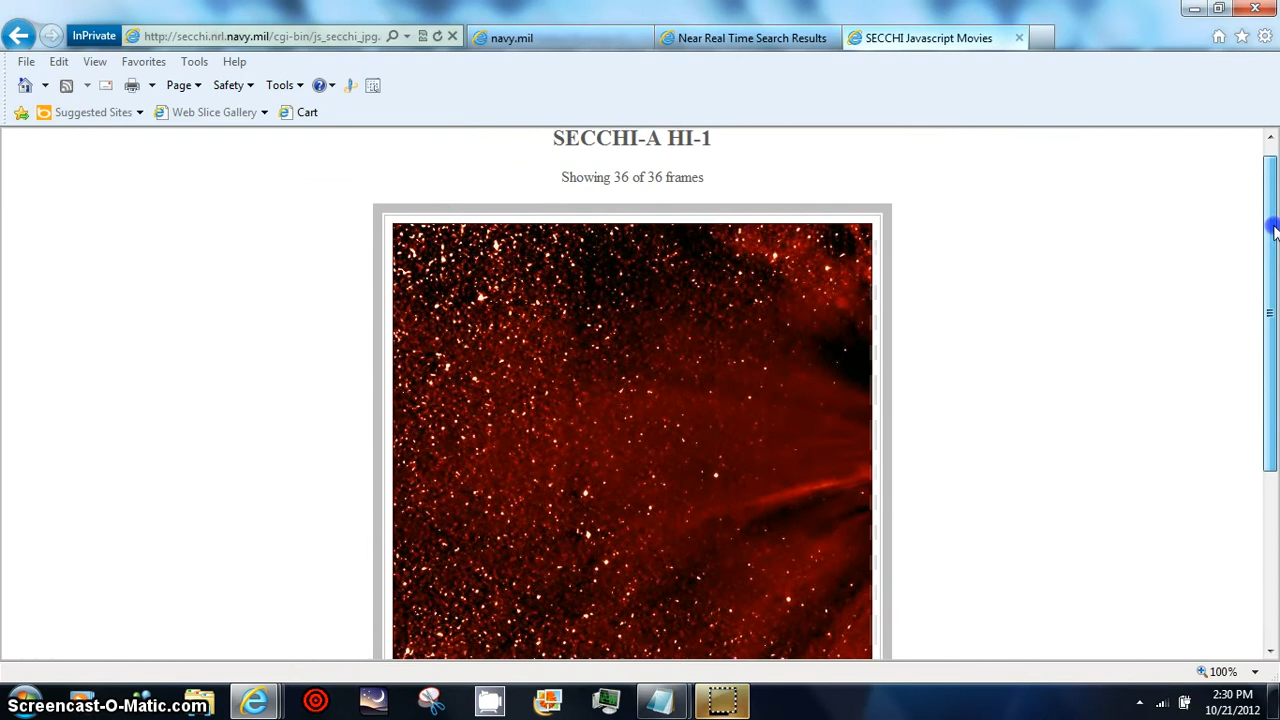 InPrivate
http://secchi.nrl.navy.mil/cgi-bin/js_secchi_jpg.
navy.mil
Near Real Time Search Results
SECCHI Javascript Movies
File Edit View Favorites Tools Help
Page Safety Tools
Suggested Sites Web Slice Gallery Cart
SECCHI-A HI-1
Showing 36 of 36 frames
100%
2:30 PM
10/21/2012
Screencast-O-Matic.com